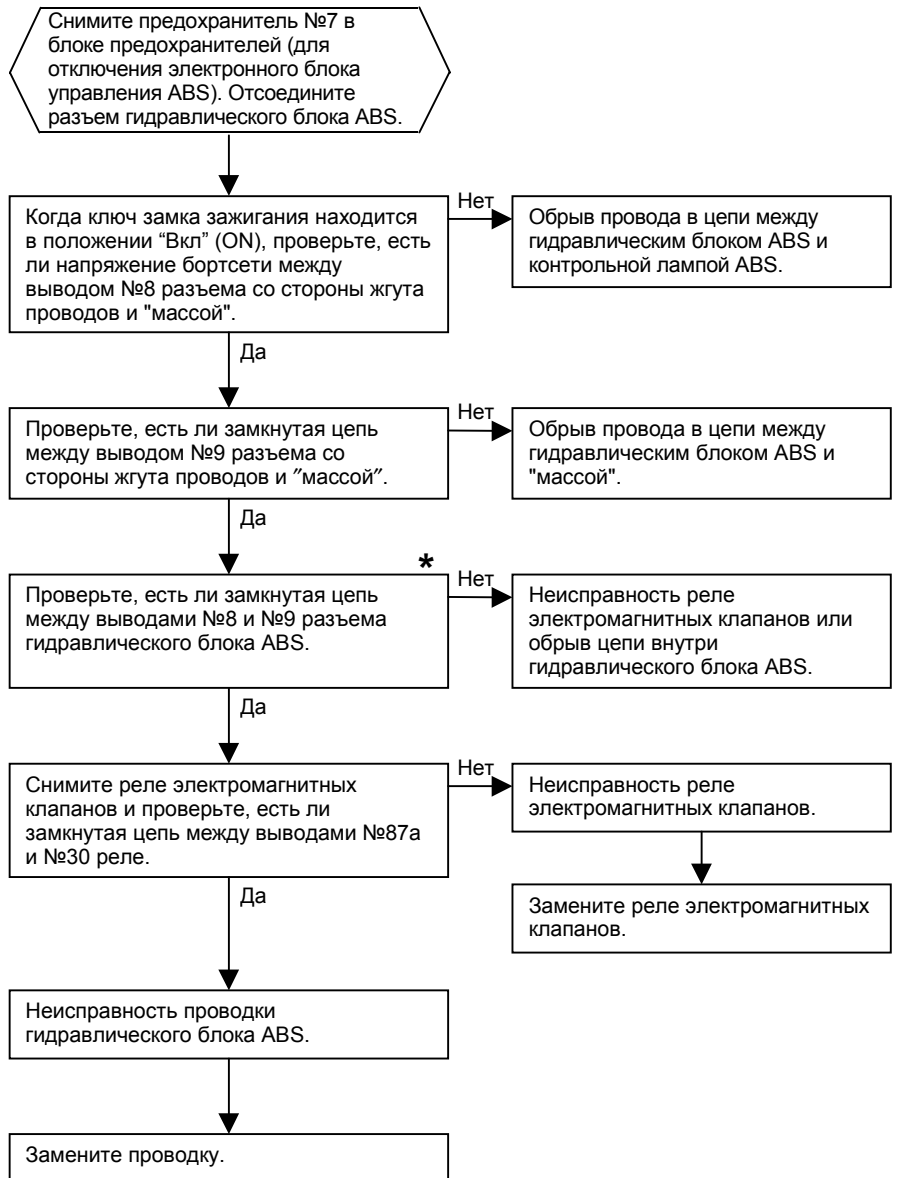 Снимите предохранитель №7 в
блоке предохранителей (для
отключения электронного блока
управления ABS). Отсоедините
разъем гидравлического блока ABS.
Когда ключ замка зажигания находится
в положении “Вкл” (ON), проверьте, есть
ли напряжение бортсети между
выводом №8 разъема со стороны жгута
проводов и "массой".
Нет
Обрыв провода в цепи между
гидравлическим блоком ABS и
контрольной лампой ABS.
Да
Проверьте, есть ли замкнутая цепь
между выводом №9 разъема со
стороны жгута проводов и ″массой″.
Нет
Обрыв провода в цепи между
гидравлическим блоком ABS и
"массой".
Да
*
Проверьте, есть ли замкнутая цепь
между выводами №8 и №9 разъема
гидравлического блока ABS.
Нет
Неисправность реле
электромагнитных клапанов или
обрыв цепи внутри
гидравлического блока ABS.
Да
Снимите реле электромагнитных
клапанов и проверьте, есть ли
замкнутая цепь между выводами №87а
и №30 реле.
Нет
Неисправность реле
электромагнитных клапанов.
Замените реле электромагнитных
клапанов.
Да
Неисправность проводки
гидравлического блока ABS.
Замените проводку.